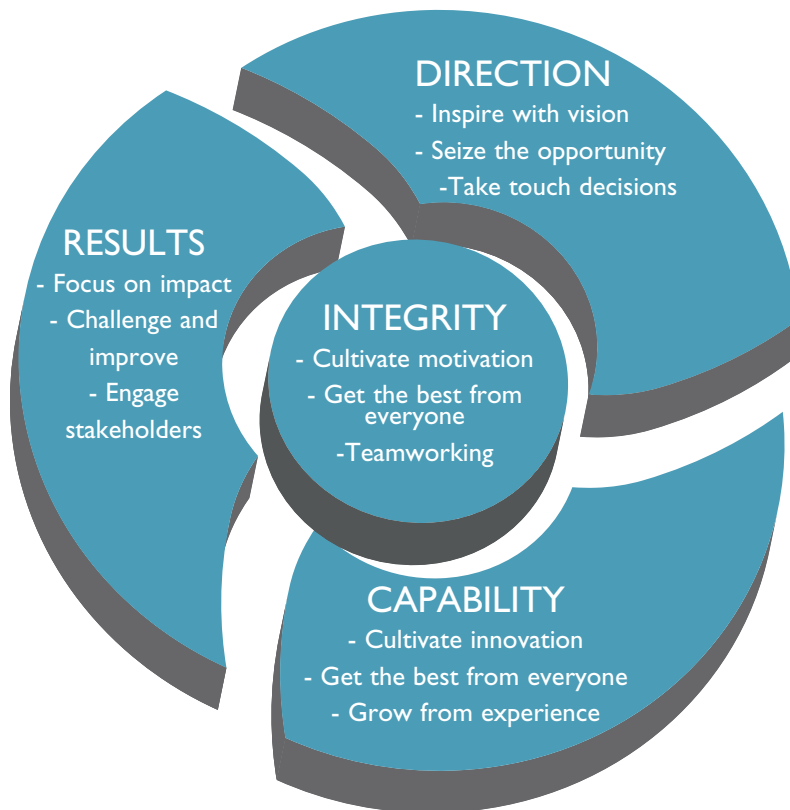 DIRECTION
- Inspire with vision
- Seize the opportunity
-Take touch decisions
RESULTS
- Focus on impact
- Challenge and
improve
- Engage
stakeholders
INTEGRITY
- Cultivate motivation
- Get the best from
everyone
-Teamworking
CAPABILITY
- Cultivate innovation
- Get the best from everyone
- Grow from experience